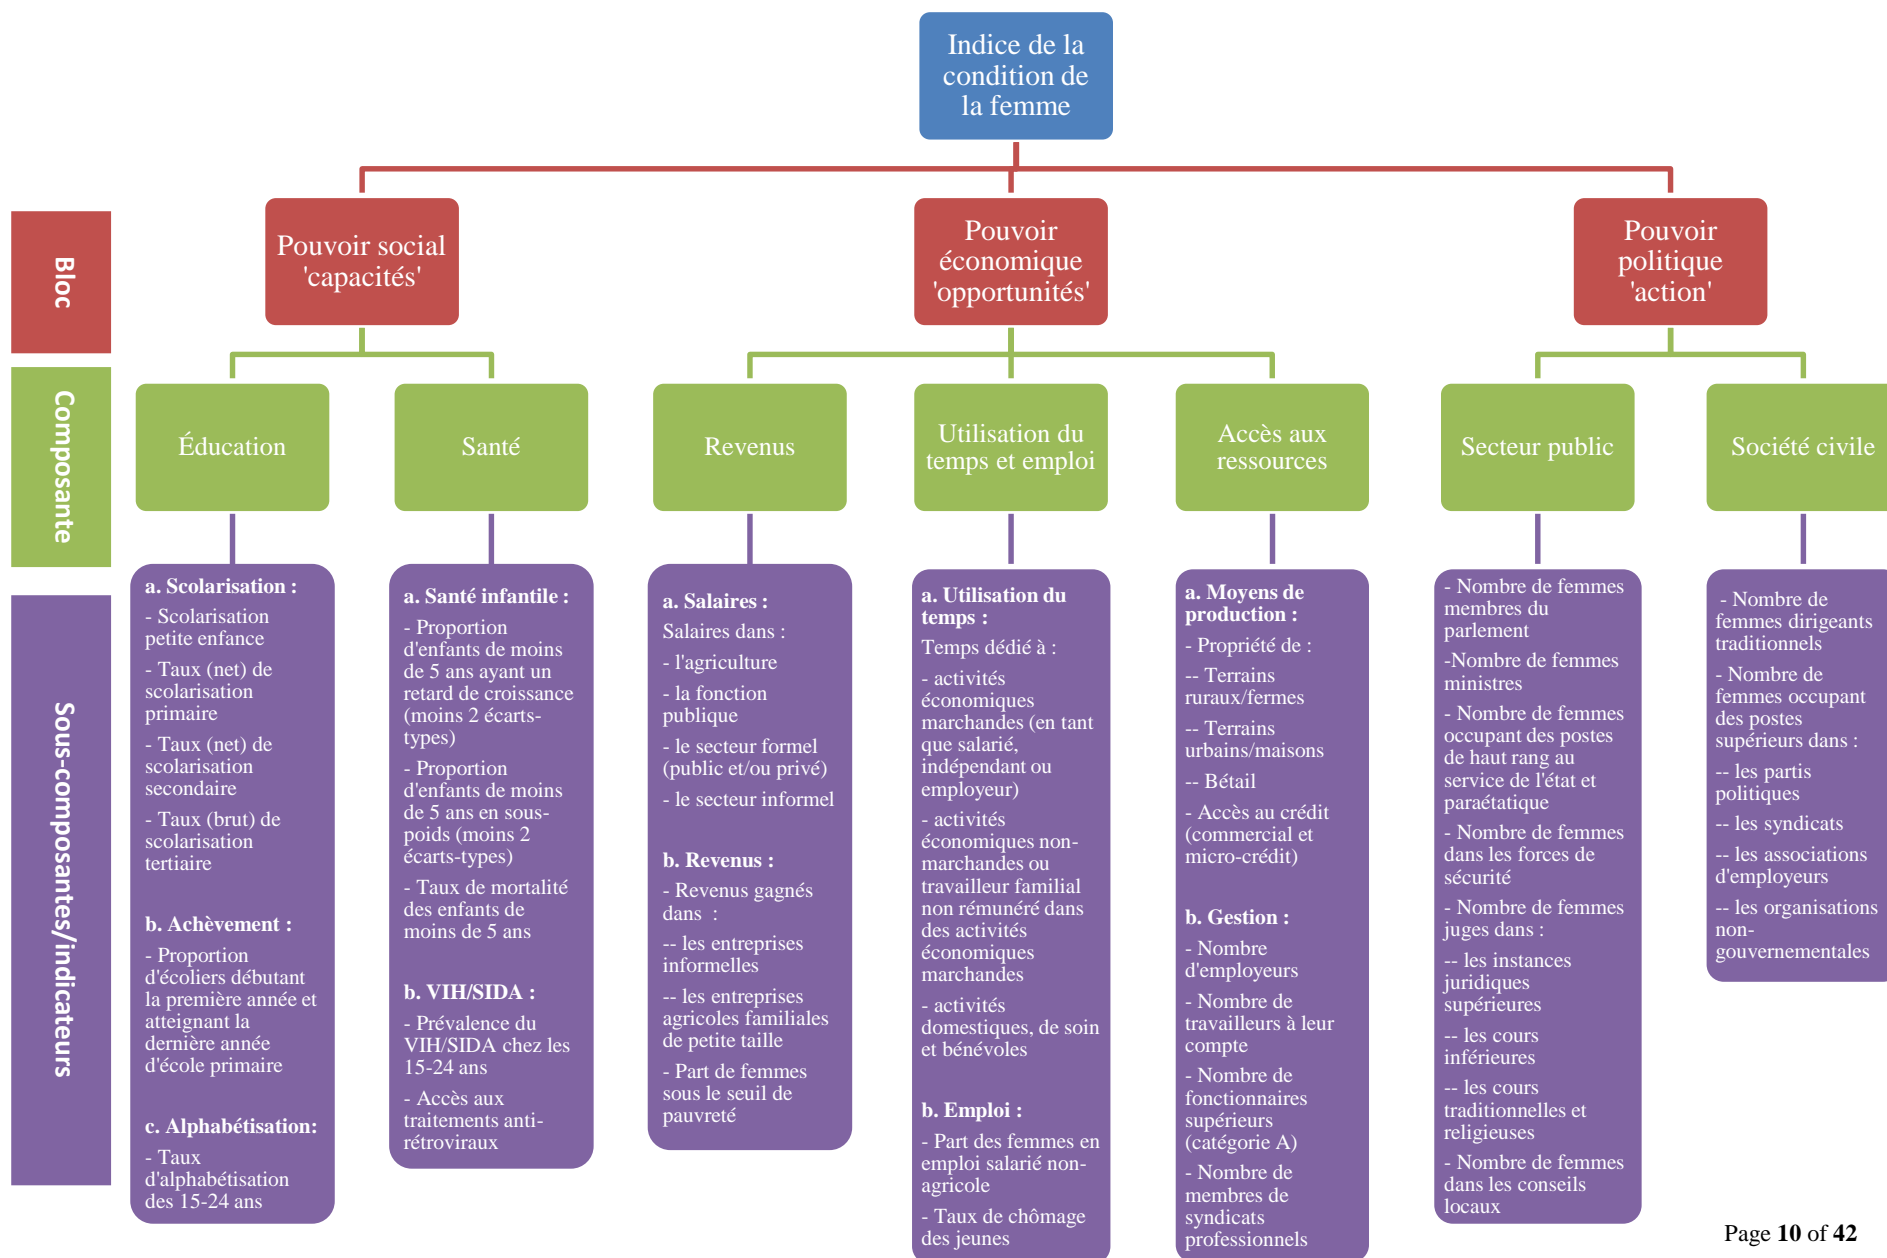 Indice de la
condition de
la femme
Bloc
Pouvoir social
'capacités'
Pouvoir
économique
'opportunités'
Pouvoir
politique
'action'
Composante
Éducation
Santé
Revenus
Utilisation du
temps et emploi
Accès aux
ressources
Secteur public
Société civile
Sous-composantes/indicateurs
a. Scolarisation :
- Scolarisation
petite enfance
- Taux (net) de
scolarisation
primaire
- Taux (net) de
scolarisation
secondaire
- Taux (brut) de
scolarisation
tertiaire
b. Achèvement :
- Proportion
d'écoliers débutant
la première année et
atteignant la
dernière année
d'école primaire
c. Alphabétisation:
- Taux
d'alphabétisation
des 15-24 ans
a. Santé infantile :
- Proportion
d'enfants de moins
de 5 ans ayant un
retard de croissance
(moins 2 écarts-
types)
- Proportion
d'enfants de moins
de 5 ans en sous-
poids (moins 2
écarts-types)
- Taux de mortalité
des enfants de
moins de 5 ans
b. VIH/SIDA :
- Prévalence du
VIH/SIDA chez les
15-24 ans
- Accès aux
traitements anti-
rétroviraux
a. Salaires :
Salaires dans :
- l'agriculture
- la fonction
publique
- le secteur formel
(public et/ou privé)
- le secteur informel
b. Revenus :
- Revenus gagnés
dans :
-- les entreprises
informelles
-- les entreprises
agricoles familiales
de petite taille
- Part de femmes
sous le seuil de
pauvreté
a. Utilisation du
temps :
Temps dédié à :
- activités
économiques
marchandes (en tant
que salarié,
indépendant ou
employeur)
- activités
économiques non-
marchandes ou
travailleur familial
non rémunéré dans
des activités
économiques
marchandes
- activités
domestiques, de soin
et bénévoles
b. Emploi :
- Part des femmes en
emploi salarié non-
agricole
- Taux de chômage
des jeunes
a. Moyens de
production :
- Propriété de :
-- Terrains
ruraux/fermes
-- Terrains
urbains/maisons
-- Bétail
- Accès au crédit
(commercial et
micro-crédit)
b. Gestion :
- Nombre
d'employeurs
- Nombre de
travailleurs à leur
compte
- Nombre de
fonctionnaires
supérieurs
(catégorie A)
- Nombre de
membres de
syndicats
professionnels
- Nombre de femmes
membres du
parlement
-Nombre de femmes
ministres
- Nombre de femmes
occupant des postes
de haut rang au
service de l'état et
paraétatique
- Nombre de femmes
dans les forces de
sécurité
- Nombre de femmes
juges dans :
-- les instances
juridiques
supérieures
-- les cours
inférieures
-- les cours
traditionnelles et
religieuses
- Nombre de femmes
dans les conseils
locaux
- Nombre de
femmes dirigeants
traditionnels
- Nombre de
femmes occupant
des postes
supérieurs dans :
-- les partis
politiques
-- les syndicats
-- les associations
d'employeurs
-- les organisations
non-
gouvernementales
Page 10 of 42